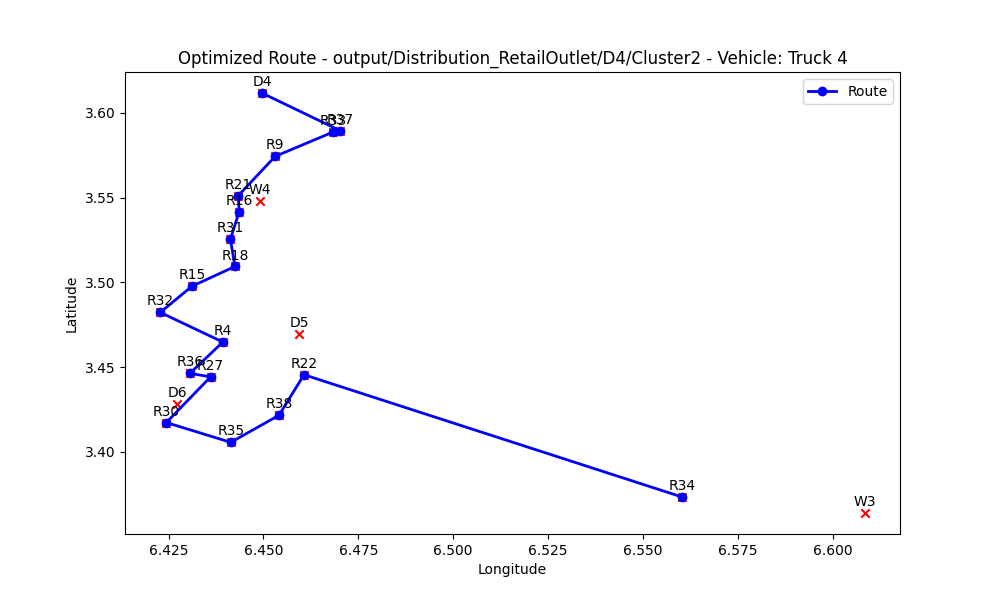 Optimized Route - output/Distribution_RetailOutlet/D4/Cluster2 - Vehicle: Truck 4
Route
D4
R37
R9
R21
W4
R31
R18
R15
R32
D5
R4
R36
R27
R22
D6
R30
R38
R35
R34
W3
3.60
3.55
3.50
3.45
3.40
Latitude
6.425
6.450
6.475
6.500
6.525
6.550
6.575
6.600
Longitude